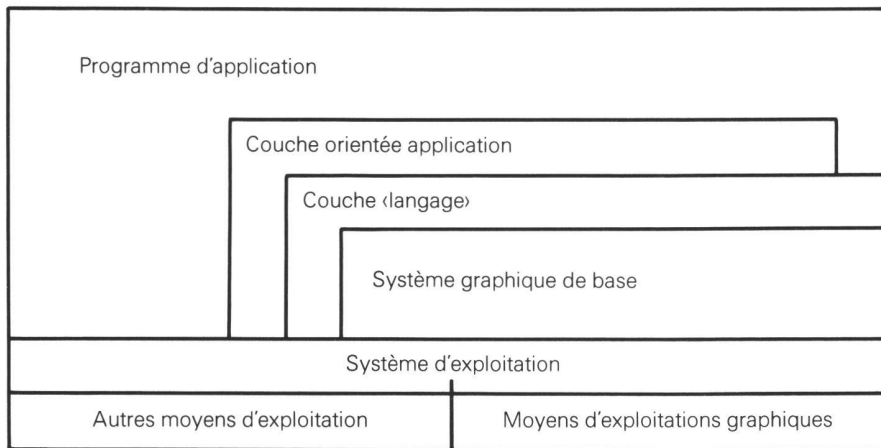 Programme d'application
Couche orientée application
Couche ‹langage›
Système graphique de base
Système d'exploitation
Autres moyens d'exploitation
Moyens d'exploitations graphiques